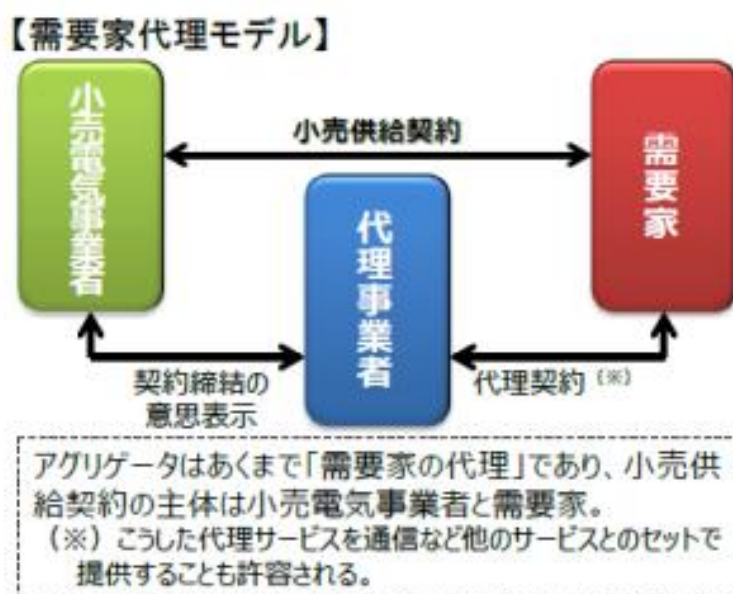 【需要家代理モデル】
小売電気事業者
小売供給契約
需要家
代理事業者
契約締結の
意思表示
代理契約（※）
アグリゲータはあくまで「需要家の代理」であり、小売供
給契約の主体は小売電気事業者と需要家。
（※）こうした代理サービスを通信など他のサービスとのセットで
提供することも許容される。